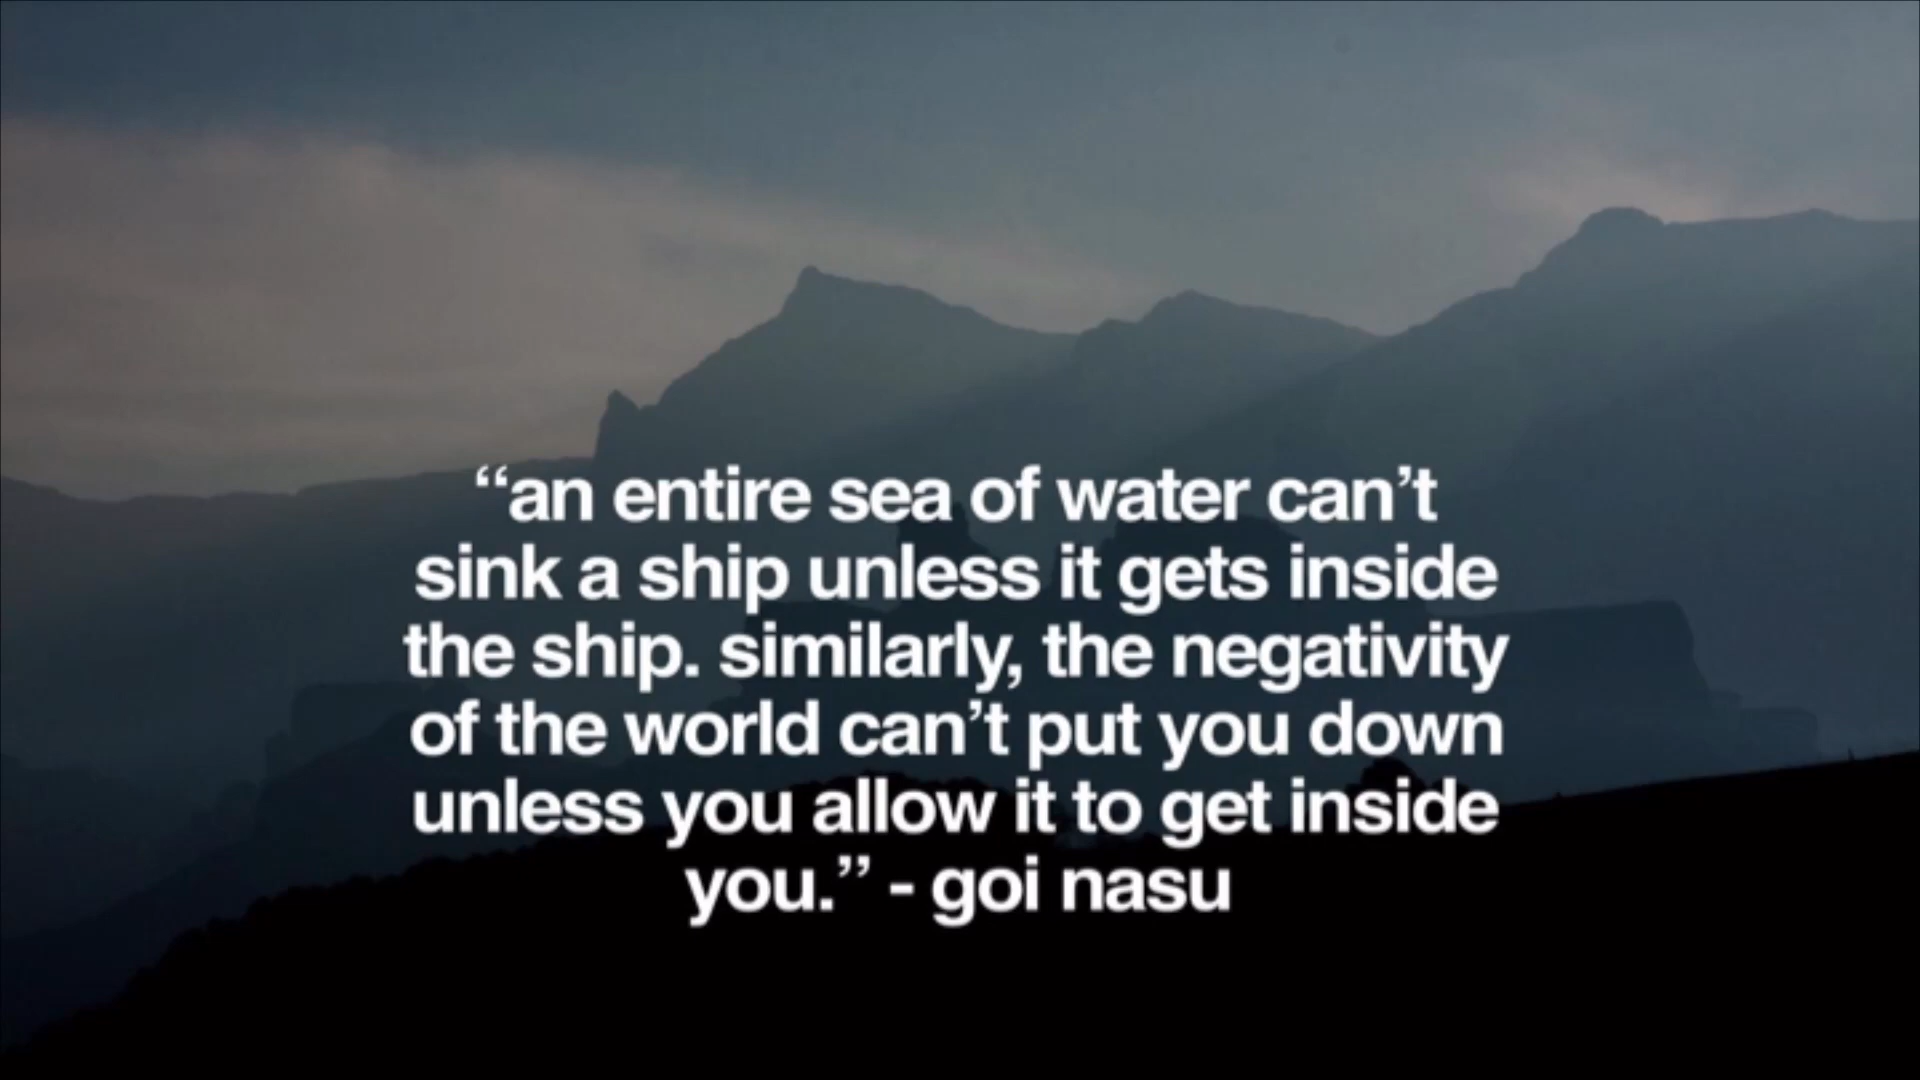 “an entire sea of water can’t
sink a ship unless it gets inside
the ship. similarly, the negativity
of the world can’t put you down
unless you allow it to get inside
you.” - goi nasu